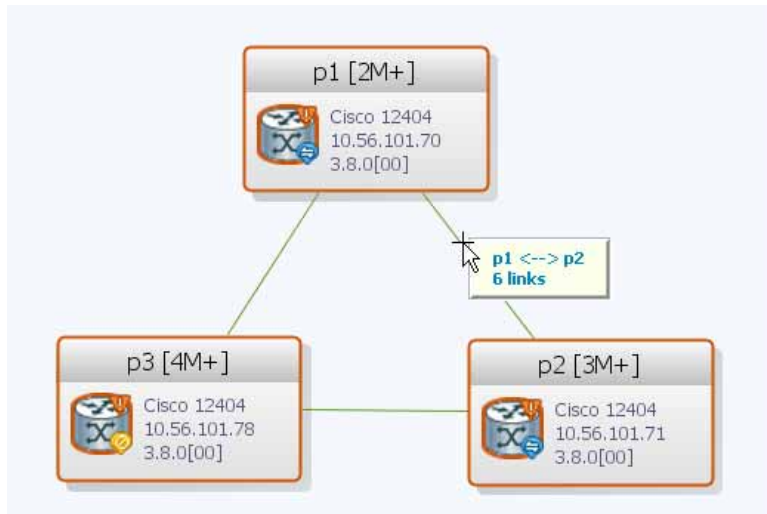 p1 [2M+]
Cisco 12404
10.56.101.70
3.8.0[00]
p1 <--> p2
6 links
p3 [4M+]
Cisco 12404
10.56.101.78
3.8.0[00]
p2 [3M+]
Cisco 12404
10.56.101.71
3.8.0[00]